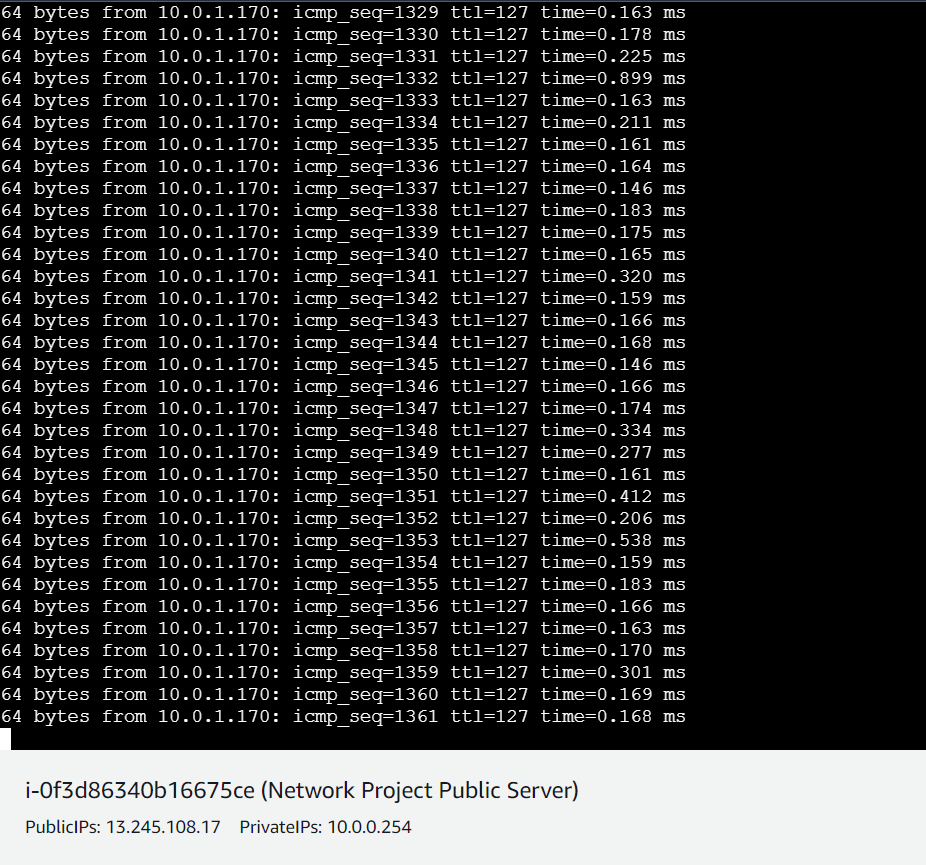 64 bytes from 10.0.1.170: icmp_seq=1329 ttl=127 time=0.163 ms
64 bytes from 10.0.1.170: icmp_seq=1330 ttl=127 time=0.178 ms
64 bytes from 10.0.1.170: icmp_seq=1331 ttl=127 time=0.225 ms
64 bytes from 10.0.1.170: icmp_seq=1332 ttl=127 time=0.899 ms
64 bytes from 10.0.1.170: icmp_seq=1333 ttl=127 time=0.163 ms
64 bytes from 10.0.1.170: icmp_seq=1334 ttl=127 time=0.211 ms
64 bytes from 10.0.1.170: icmp_seq=1335 ttl=127 time=0.161 ms
64 bytes from 10.0.1.170: icmp_seq=1336 ttl=127 time=0.164 ms
64 bytes from 10.0.1.170: icmp_seq=1337 ttl=127 time=0.146 ms
64 bytes from 10.0.1.170: icmp_seq=1338 ttl=127 time=0.183 ms
64 bytes from 10.0.1.170: icmp_seq=1339 ttl=127 time=0.175 ms
64 bytes from 10.0.1.170: icmp_seq=1340 ttl=127 time=0.165 ms
64 bytes from 10.0.1.170: icmp_seq=1341 ttl=127 time=0.320 ms
64 bytes from 10.0.1.170: icmp_seq=1342 ttl=127 time=0.159 ms
64 bytes from 10.0.1.170: icmp_seq=1343 ttl=127 time=0.166 ms
64 bytes from 10.0.1.170: icmp_seq=1344 ttl=127 time=0.168 ms
64 bytes from 10.0.1.170: icmp_seq=1345 ttl=127 time=0.146 ms
64 bytes from 10.0.1.170: icmp_seq=1346 ttl=127 time=0.166 ms
64 bytes from 10.0.1.170: icmp_seq=1347 ttl=127 time=0.174 ms
64 bytes from 10.0.1.170: icmp_seq=1348 ttl=127 time=0.334 ms
64 bytes from 10.0.1.170: icmp_seq=1349 ttl=127 time=0.277 ms
64 bytes from 10.0.1.170: icmp_seq=1350 ttl=127 time=0.161 ms
64 bytes from 10.0.1.170: icmp_seq=1351 ttl=127 time=0.412 ms
64 bytes from 10.0.1.170: icmp_seq=1352 ttl=127 time=0.206 ms
64 bytes from 10.0.1.170: icmp_seq=1353 ttl=127 time=0.538 ms
64 bytes from 10.0.1.170: icmp_seq=1354 ttl=127 time=0.159 ms
64 bytes from 10.0.1.170: icmp_seq=1355 ttl=127 time=0.183 ms
64 bytes from 10.0.1.170: icmp_seq=1356 ttl=127 time=0.166 ms
64 bytes from 10.0.1.170: icmp_seq=1357 ttl=127 time=0.163 ms
64 bytes from 10.0.1.170: icmp_seq=1358 ttl=127 time=0.170 ms
64 bytes from 10.0.1.170: icmp_seq=1359 ttl=127 time=0.301 ms
64 bytes from 10.0.1.170: icmp_seq=1360 ttl=127 time=0.169 ms
64 bytes from 10.0.1.170: icmp_seq=1361 ttl=127 time=0.168 ms
i-0f3d86340b16675ce (Network Project Public Server)
PublicIPs: 13.245.108.17 PrivateIPs: 10.0.0.254